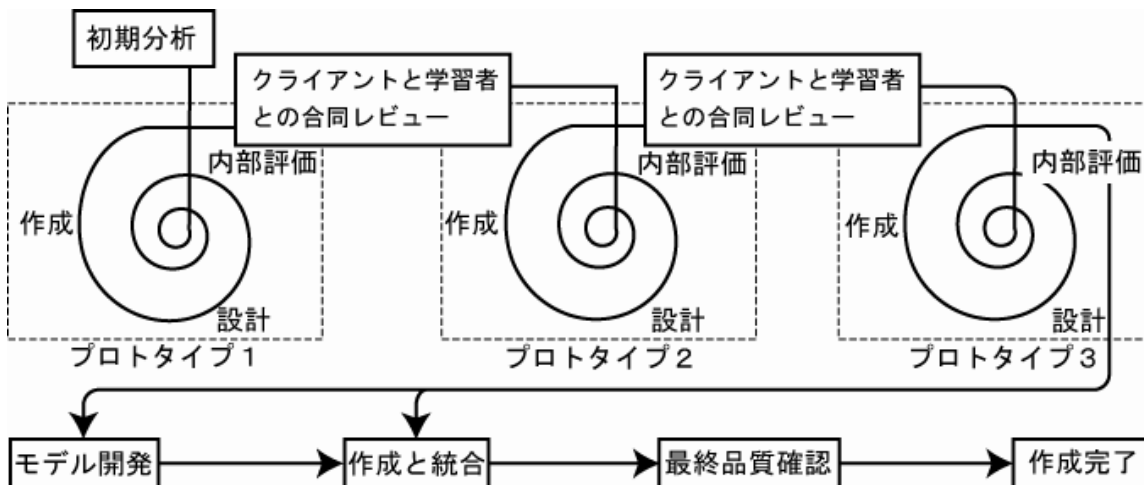 初期分析
クライアントと学習者
との合同レビュー
クライアントと学習者
との合同レビュー
内部評価
作成
設計
プロトタイプ１
内部評価
作成
設計
プロトタイプ２
内部評価
作成
設計
プロトタイプ３
モデル開発
作成と統合
最終品質確認
作成完了